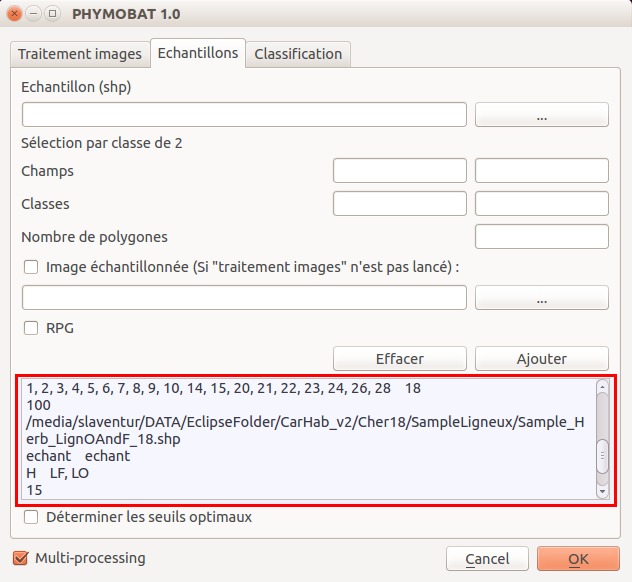 PHYMOBAT 1.0
Traitement images Echantillons Classification
Echantillon (shp)
...
Sélection par classe de 2
Champs
Classes
Nombre de polygones
Image échantillonnée (Si "traitement images" n'est pas lancé) :
...
RPG
Effacer Ajouter
1, 2, 3, 4, 5, 6, 7, 8, 9, 10, 14, 15, 20, 21, 22, 23, 24, 26, 28 18
100
/media/slaventur/DATA/EclipseFolder/CarHab_v2/Cher18/SampleLigneux/Sample_H
erb_LignOAndF_18.shp
echant echant
H LF, LO
15
Déterminer les seuils optimaux
Multi-processing Cancel OK